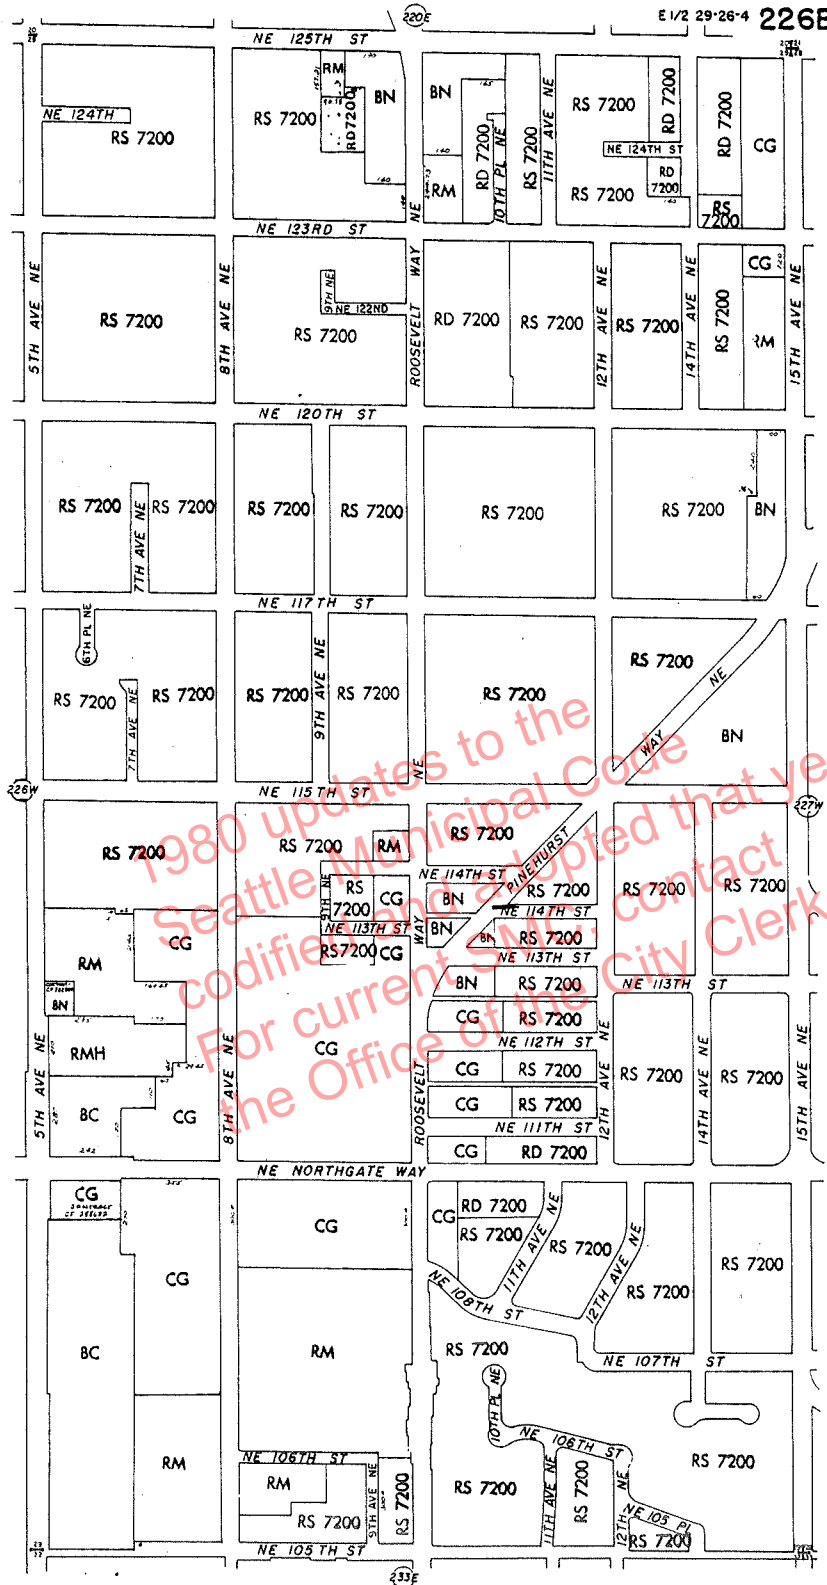 220E
E 1/2 29-26-4 226E
NE 125TH ST
NE 124TH
RS 7200
RS 7200
RM
RD 7200
BN
BN
RM
RD 7200
10TH PL NE
RS 7200
11TH AVE NE
RS 7200
RD 7200
NE 124TH ST
RD 7200
RS 7200
RD 7200
RS 7200
CG
NE 123RD ST
5TH AVE NE
RS 7200
8TH AVE NE
9TH NE
NE 122ND
RS 7200
ROOSEVELT WAY NE
RD 7200
RS 7200
12TH AVE NE
RS 7200
14TH AVE NE
RS 7200
CG
RM
15TH AVE NE
NE 120TH ST
RS 7200
7TH AVE NE
RS 7200
RS 7200
RS 7200
RS 7200
RS 7200
BN
NE 117TH ST
6TH PL NE
RS 7200
7TH AVE NE
RS 7200
RS 7200
9TH AVE NE
RS 7200
RS 7200
RS 7200
WAY NE
BN
226W
NE 115TH ST
227W
1980 updates to the
Seattle Municipal Code
codified and adopted that ye
For current SMC, contact
the Office of the City Clerk
RS 7200
RS 7200
RM
RS 7200
PINEHURST
NE 114TH ST
9TH NE
RS 7200
CG
BN
RS 7200
NE 114TH ST
RS 7200
RS 7200
NE 113TH ST
RS 7200
CG
BN
BN
RS 7200
NE 113TH ST
NE 113TH ST
CG
RM
BN
BN
RS 7200
CG
RS 7200
RMH
CG
NE 112TH ST
5TH AVE NE
8TH AVE NE
ROOSEVELT WAY NE
CG
RS 7200
12TH AVE NE
RS 7200
14TH AVE NE
RS 7200
15TH AVE NE
BC
CG
CG
RS 7200
NE 111TH ST
CG
RD 7200
NE NORTHGATE WAY
CG
CG
CG
CG
RD 7200
RS 7200
11TH AVE NE
RS 7200
12TH AVE NE
RS 7200
RS 7200
NE 108TH ST
BC
RM
RS 7200
NE 107TH ST
10TH PL NE
RM
NE 106TH ST
NE 106TH ST
RS 7200
RM
RS 7200
9TH AVE NE
RS 7200
RS 7200
11TH AVE NE
RS 7200
12TH NE
NE 105 PL
RS 7200
NE 105TH ST
233E